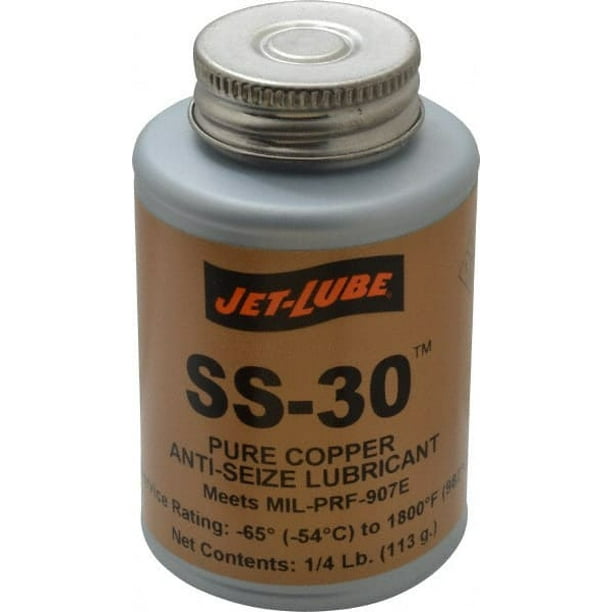 JET-LUBE®
SS-30™
PURE COPPER
ANTI-SEIZE LUBRICANT
Meets MIL-PRF-907E
Rating: -65° (-54°C) to 1800°F
Net Contents: 1/4 Lb. (113 g.)